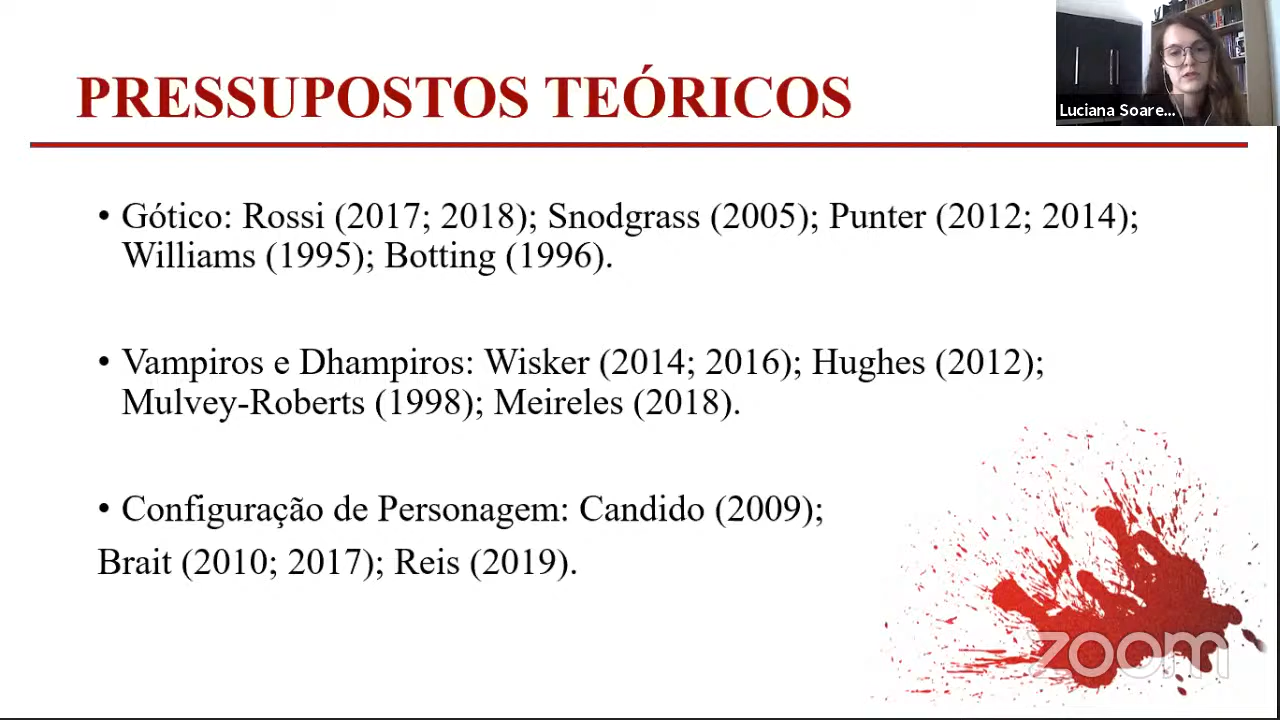 PRESSUPOSTOS TEÓRICOS
Luciana Soare...
• Gótico: Rossi (2017; 2018); Snodgrass (2005); Punter (2012; 2014);
Williams (1995); Botting (1996).
• Vampiros e Dhampiros: Wisker (2014; 2016); Hughes (2012);
Mulvey-Roberts (1998); Meireles (2018).
• Configuração de Personagem: Candido (2009);
Brait (2010; 2017); Reis (2019).
zoom